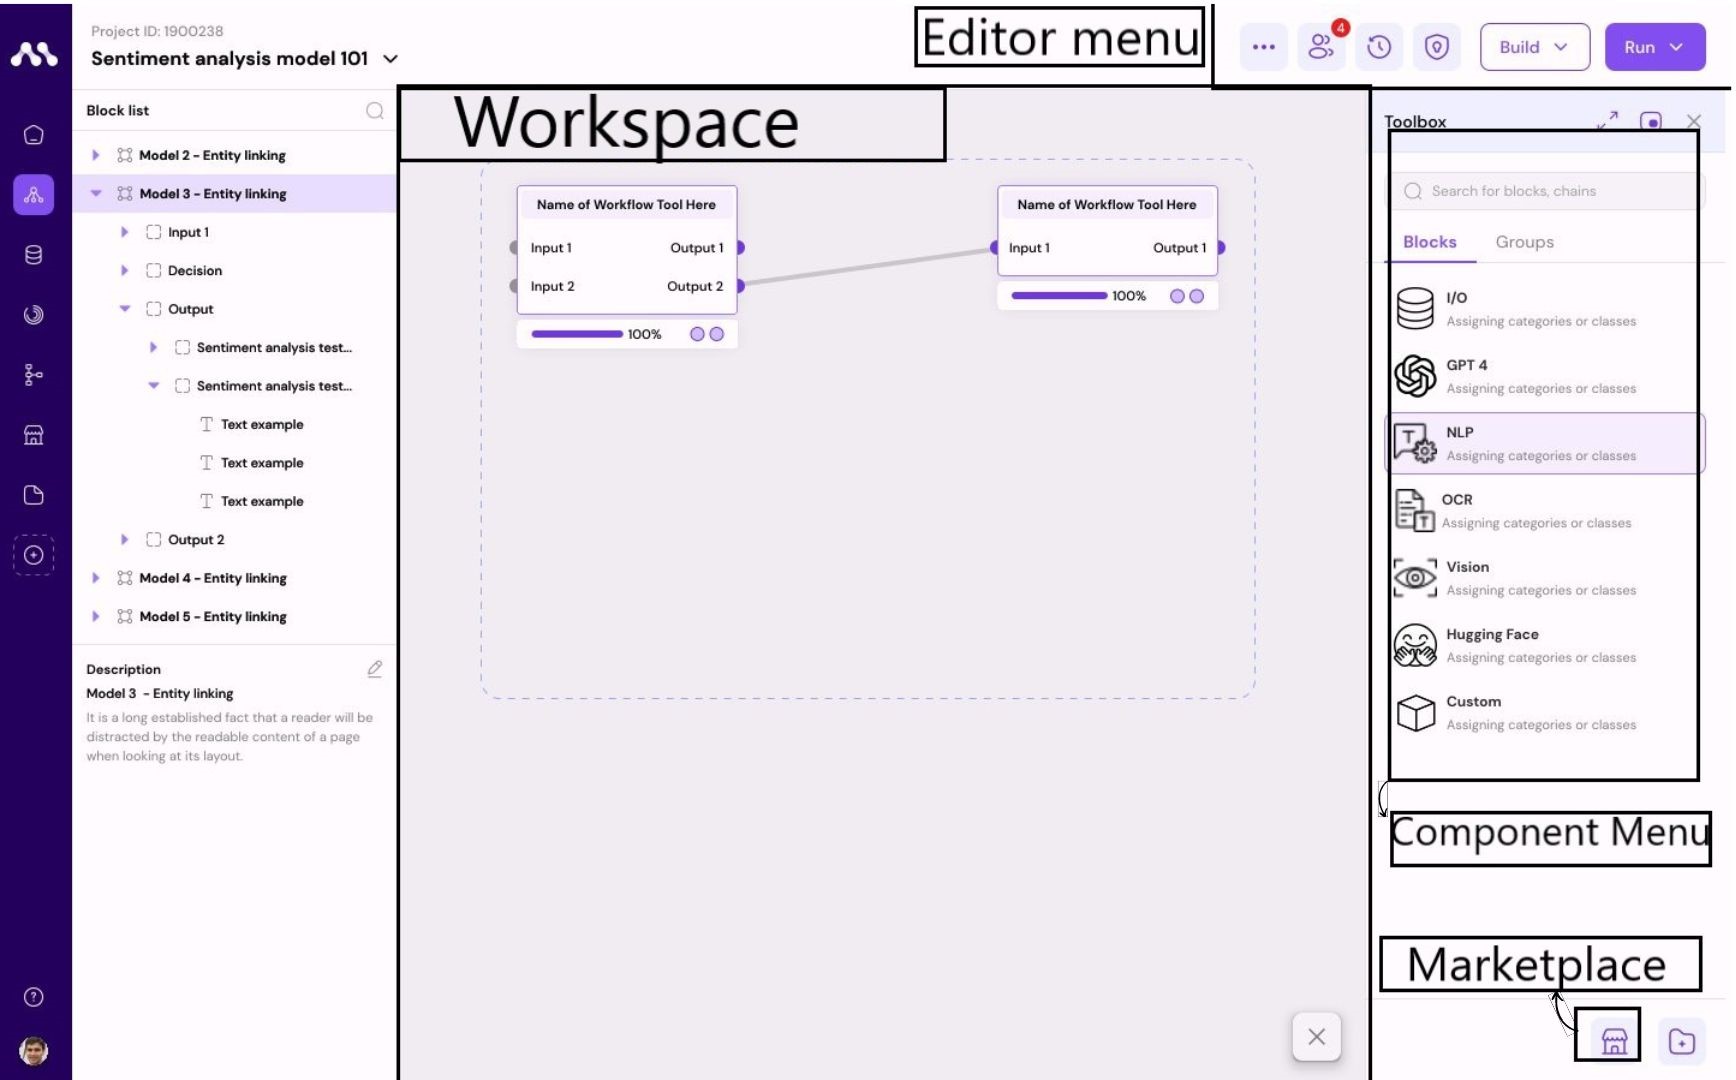 Project ID: 1900238
Sentiment analysis model 101
Editor menu
4
Build
Run
Block list
Model 2 - Entity linking
Model 3 - Entity linking
Input 1
Decision
Output
Sentiment analysis test...
Sentiment analysis test...
Text example
Text example
Text example
Output 2
Model 4 - Entity linking
Model 5 - Entity linking
Description
Model 3 - Entity linking
It is a long established fact that a reader will be
distracted by the readable content of a page
when looking at its layout.
Workspace
Name of Workflow Tool Here
Input 1 Output 1
Input 2 Output 2
100%
Name of Workflow Tool Here
Input 1 Output 1
100%
Toolbox
Search for blocks, chains
Blocks Groups
I/O
Assigning categories or classes
GPT 4
Assigning categories or classes
NLP
Assigning categories or classes
OCR
Assigning categories or classes
Vision
Assigning categories or classes
Hugging Face
Assigning categories or classes
Custom
Assigning categories or classes
Component Menu
Marketplace